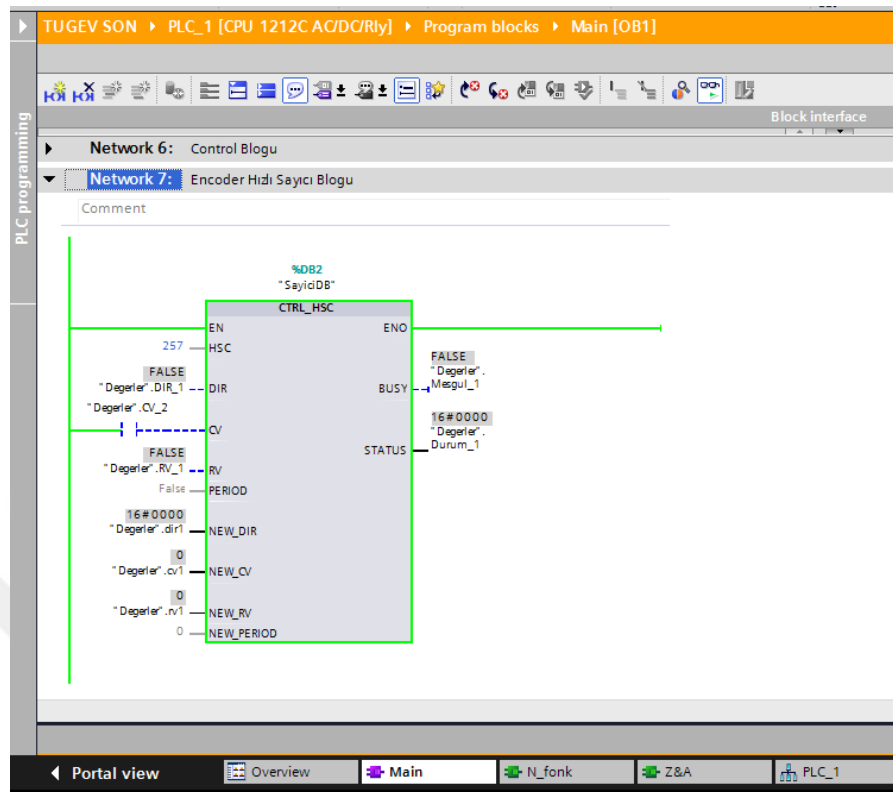 TUGEV SON ▸ PLC_1 [CPU 1212C AC/DC/Rly] ▸ Program blocks ▸ Main [OB1]
Block interface
PLC programming
Network 6: Control Blogu
Network 7: Encoder Hızlı Sayıcı Blogu
Comment
%DB2
"SayiciDB"
CTRL_HSC
EN
ENO
257
HSC
FALSE
"Degerler".DIR_1
DIR
BUSY
FALSE
"Degerler".
Mesgul_1
"Degerler".CV_2
CV
STATUS
16#0000
"Degerler".
Durum_1
FALSE
"Degerler".RV_1
RV
False
PERIOD
16#0000
"Degerler".dir1
NEW_DIR
0
"Degerler".cv1
NEW_CV
0
"Degerler".rv1
NEW_RV
0
NEW_PERIOD
Portal view
Overview
Main
N_fonk
Z&A
PLC_1